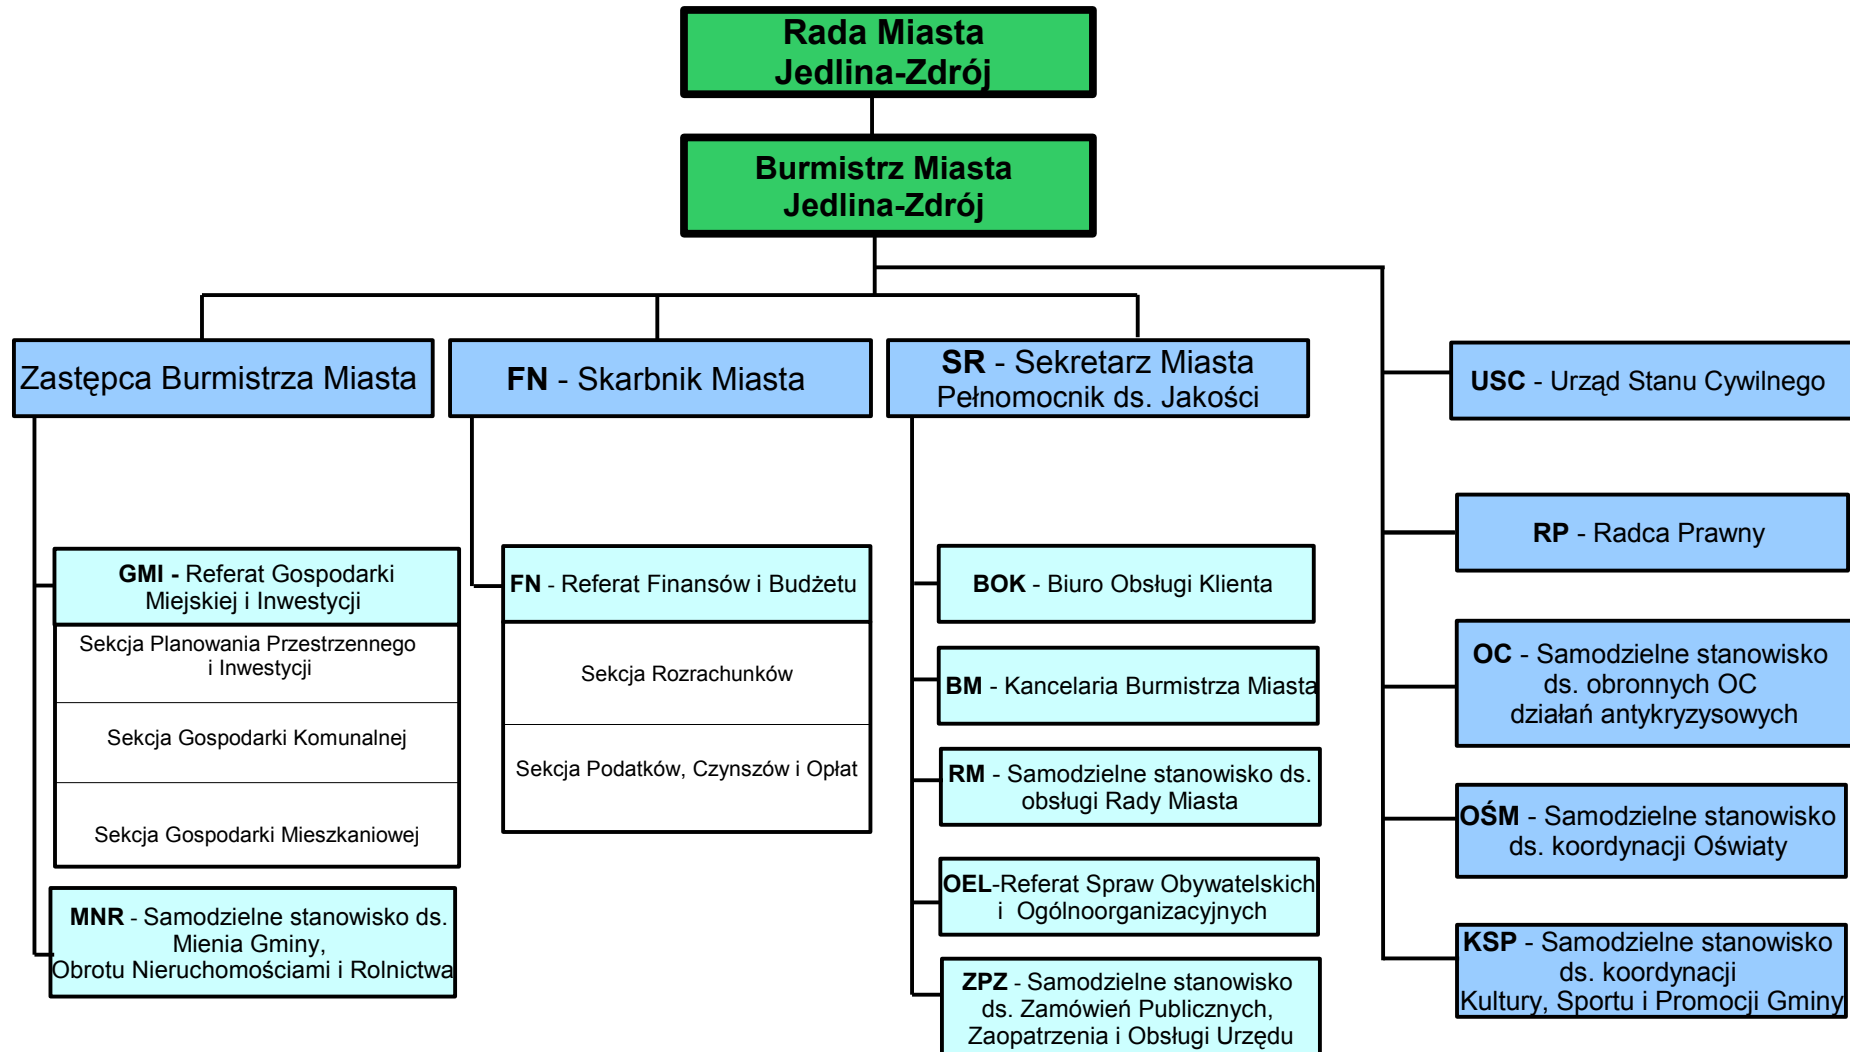 Rada Miasta
Jedlina-Zdrój
Burmistrz Miasta
Jedlina-Zdrój
Zastępca Burmistrza Miasta
FN - Skarbnik Miasta
SR - Sekretarz Miasta
Pełnomocnik ds. Jakości
USC - Urząd Stanu Cywilnego
RP - Radca Prawny
OC - Samodzielne stanowisko
ds. obronnych OC
działań antykryzysowych
OŚM - Samodzielne stanowisko
ds. koordynacji Oświaty
KSP - Samodzielne stanowisko
ds. koordynacji
Kultury, Sportu i Promocji Gminy
GMI - Referat Gospodarki
Miejskiej i Inwestycji
Sekcja Planowania Przestrzennego
i Inwestycji
Sekcja Gospodarki Komunalnej
Sekcja Gospodarki Mieszkaniowej
MNR - Samodzielne stanowisko ds.
Mienia Gminy,
Obrotu Nieruchomościami i Rolnictwa
FN - Referat Finansów i Budżetu
Sekcja Rozrachunków
Sekcja Podatków, Czynszów i Opłat
BOK - Biuro Obsługi Klienta
BM - Kancelaria Burmistrza Miasta
RM - Samodzielne stanowisko ds.
obsługi Rady Miasta
OEL-Referat Spraw Obywatelskich
i Ogólnoorganizacyjnych
ZPZ - Samodzielne stanowisko
ds. Zamówień Publicznych,
Zaopatrzenia i Obsługi Urzędu